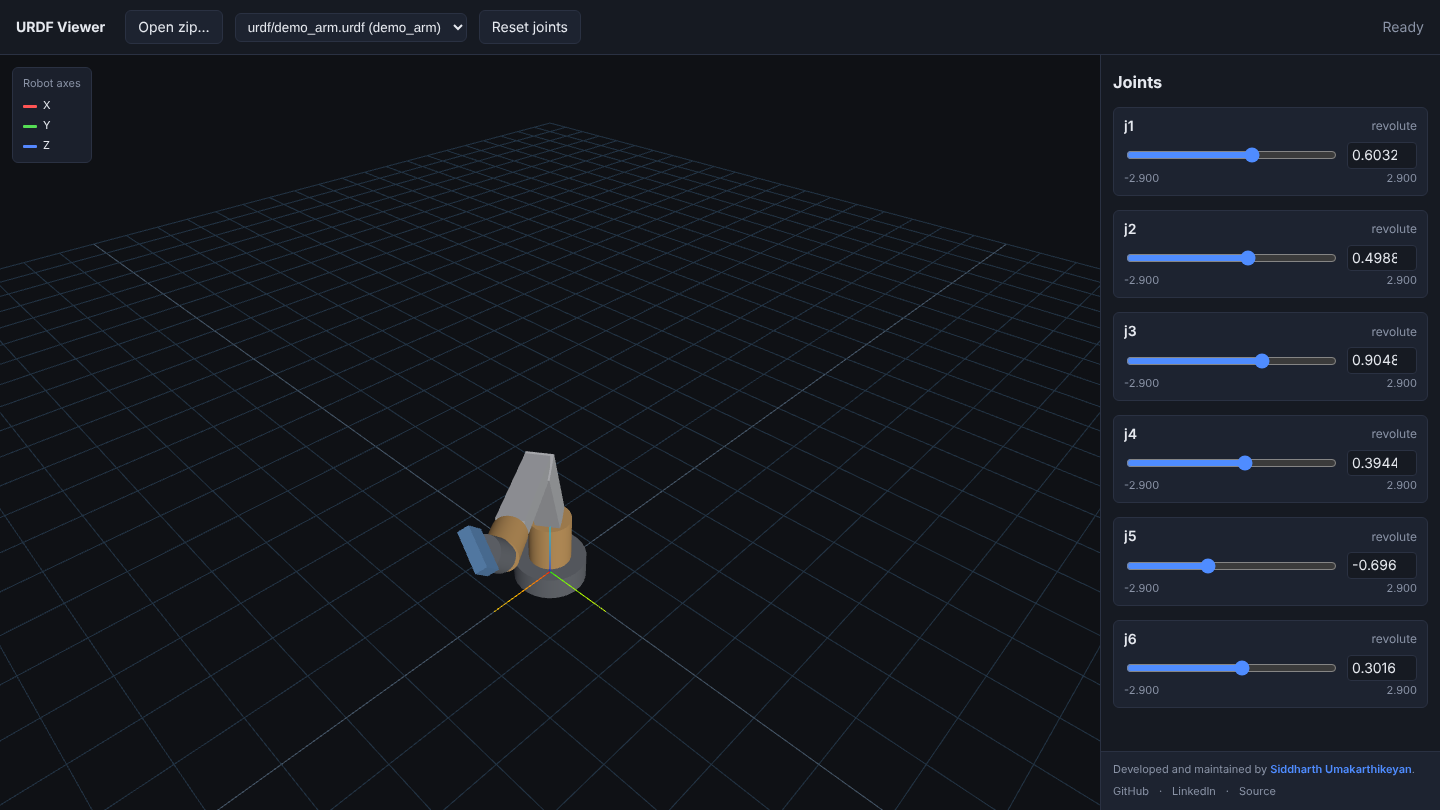 URDF Viewer Open zip... urdf/demo_arm.urdf (demo_arm) Reset joints Ready
Robot axes
X
Y
Z
Joints
j1 revolute
0.6032
-2.900 2.900
j2 revolute
0.4988
-2.900 2.900
j3 revolute
0.9048
-2.900 2.900
j4 revolute
0.3944
-2.900 2.900
j5 revolute
-0.696
-2.900 2.900
j6 revolute
0.3016
-2.900 2.900
Developed and maintained by Siddharth Umakarthikeyan.
GitHub · LinkedIn · Source